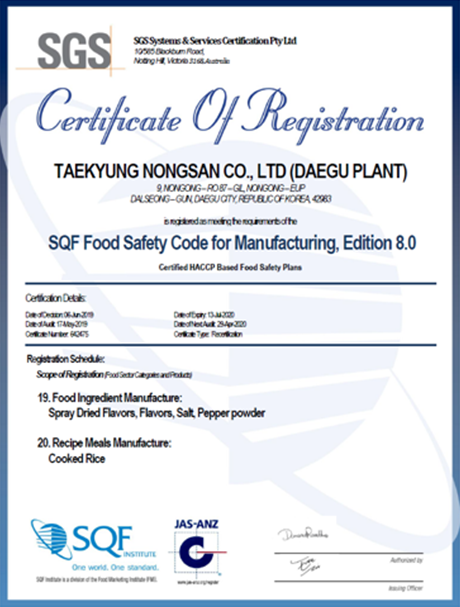 SGS
SGS Systems & Services Certification Pty Ltd
10/585 Blackburn Road,
Notting Hill, Victoria 3168, Australia
Certificate Of Registration
TAEKYUNG NONGSAN CO., LTD (DAEGU PLANT)
9, NONGONG – RO 87 – GIL, NONGONG – EUP
DALSEONG – GUN, DAEGU CITY, REPUBLIC OF KOREA, 42983
is registered as meeting the requirements of the
SQF Food Safety Code for Manufacturing, Edition 8.0
Certified HACCP Based Food Safety Plans
Certification Details:
Date of Decision: 06-Jun-2019
Date of Expiry: 13-Jul-2020
Date of Audit: 17-May-2019
Date of Next Audit: 29-Apr-2020
Certificate Number: 642475
Certificate Type: Recertification
Registration Schedule:
Scope of Registration (Food Sector Categories and Products)
19. Food Ingredient Manufacture:
Spray Dried Flavors, Flavors, Salt, Pepper powder
20. Recipe Meals Manufacture:
Cooked Rice
SQF
INSTITUTE
One world. One standard.
SQF Institute is a division of the Food Marketing Institute (FMI).
JAS-ANZ
C
www.jas-anz.org/register
Authorized by
Issuing Officer